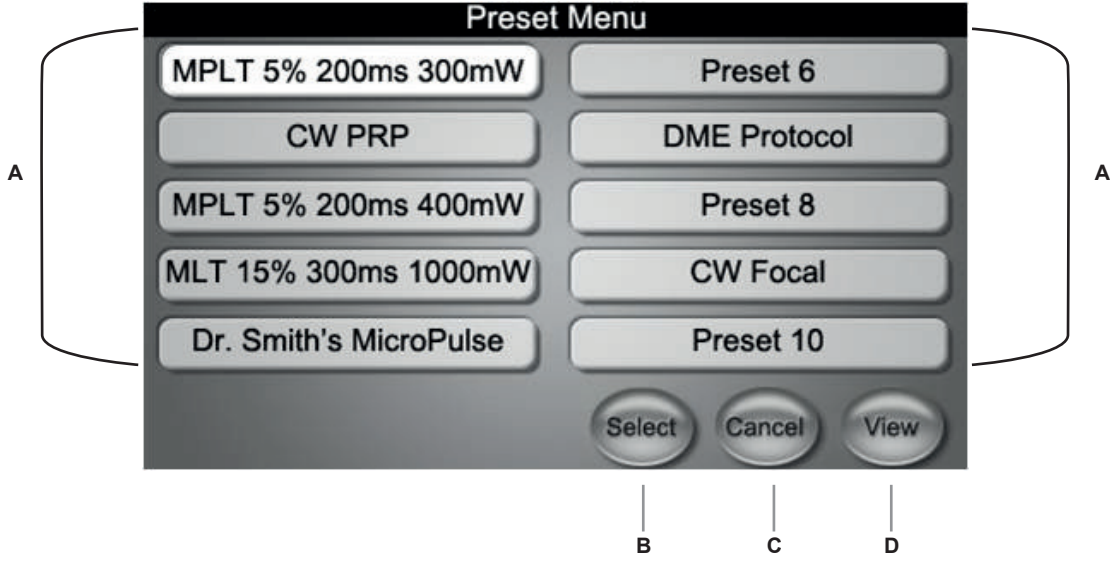 Preset Menu
MPLT 5% 200ms 300mW
Preset 6
CW PRP
DME Protocol
A
A
MPLT 5% 200ms 400mW
Preset 8
MLT 15% 300ms 1000mW
CW Focal
Dr. Smith's MicroPulse
Preset 10
Select
Cancel
View
B
C
D